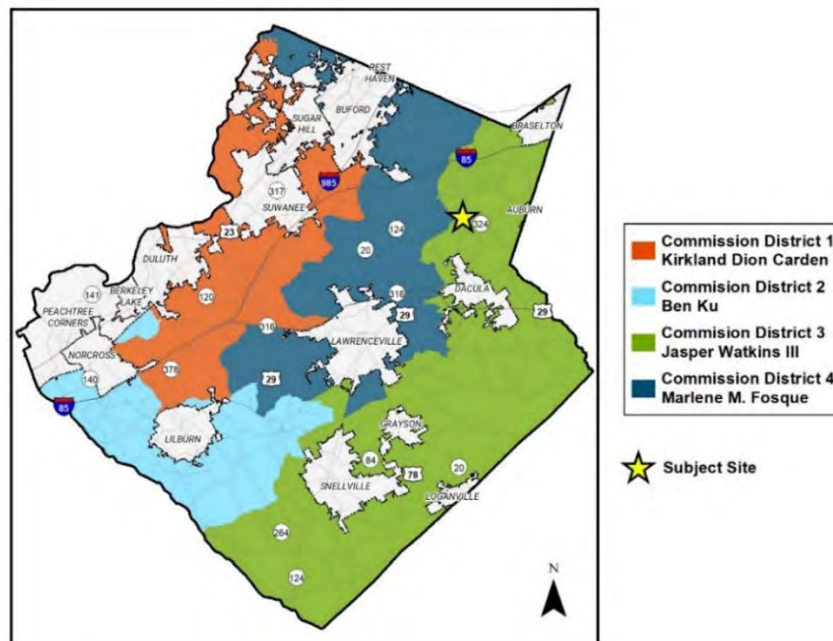 REST
HAVEN
BUFORD
SUGAR
HILL
BRASELTON
85
985
317
SUWANEE
324
AUBURN
124
20
23
DULUTH
BERKELEY
LAKE
141
PEACHTREE
CORNERS
120
316
DACULA
29
29
316
LAWRENCEVILLE
NORCROSS
378
140
29
85
LILBURN
GRAYSON
84
78
20
SNELLVILLE
LOGANVILLE
264
124
N
Commission District 1
Kirkland Dion Carden
Commision District 2
Ben Ku
Commision District 3
Jasper Watkins III
Commission District 4
Marlene M. Fosque
Subject Site